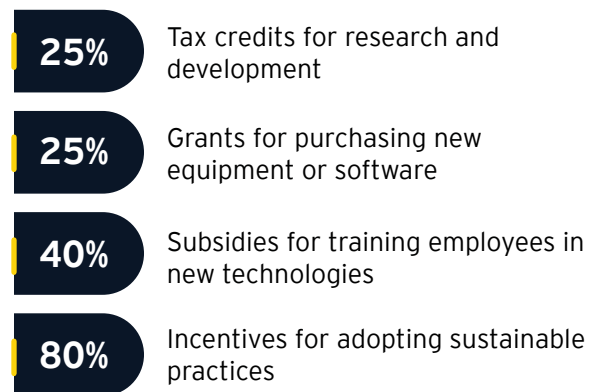 25%
Tax credits for research and
development
25%
Grants for purchasing new
equipment or software
40%
Subsidies for training employees in
new technologies
80%
Incentives for adopting sustainable
practices